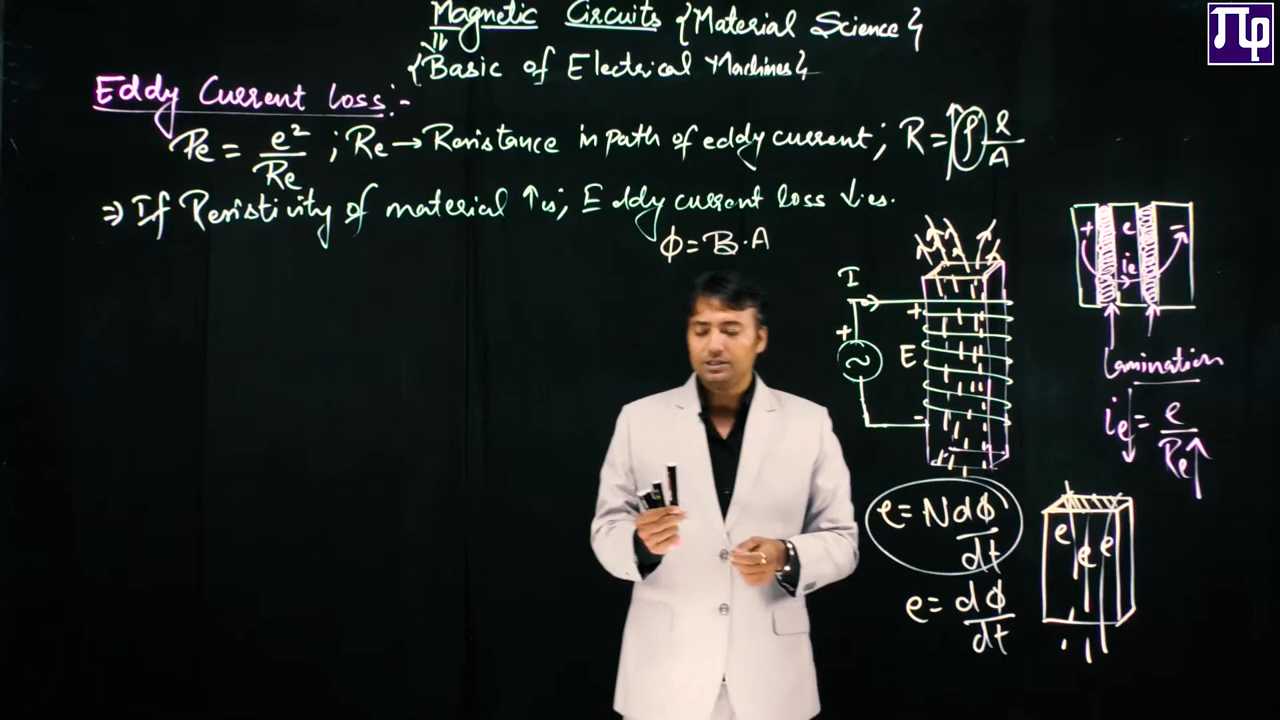 Magnetic Circuits {Material Science}
{Basic of Electrical Machines}
Eddy Current Loss:-
Pe = e²/Re ; Re → Resistance in path of eddy current; R = ρ l/A
⇒ If Resistivity of material ↑es; Eddy current loss ↓es.
ϕ = B·A
I
+
E
+
-
+ e -
ie
Lamination
ie↓ = e/Re↑
e = N dϕ/dt
e = dϕ/dt
e e e
Πφ